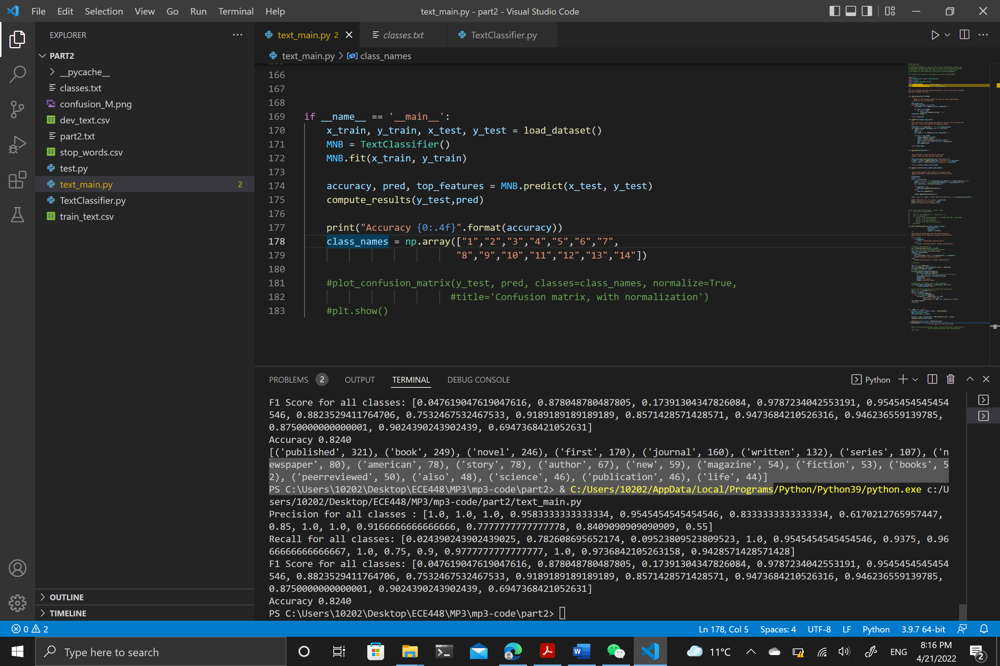 File Edit Selection View Go Run Terminal Help
text_main.py - part2 - Visual Studio Code
EXPLORER
PART2
__pycache__
classes.txt
confusion_M.png
dev_text.csv
part2.txt
stop_words.csv
test.py
text_main.py 2
TextClassifier.py
train_text.csv
OUTLINE
TIMELINE
text_main.py 2
classes.txt
TextClassifier.py
text_main.py > class_names
166
167
168
169 if __name__ == '__main__':
170 x_train, y_train, x_test, y_test = load_dataset()
171 MNB = TextClassifier()
172 MNB.fit(x_train, y_train)
173
174 accuracy, pred, top_features = MNB.predict(x_test, y_test)
175 compute_results(y_test,pred)
176
177 print("Accuracy {0:.4f}".format(accuracy))
178 class_names = np.array(["1","2","3","4","5","6","7",
179 "8","9","10","11","12","13","14"])
180
181 #plot_confusion_matrix(y_test, pred, classes=class_names, normalize=True,
182 #title='Confusion matrix, with normalization')
183 #plt.show()
PROBLEMS 2 OUTPUT TERMINAL DEBUG CONSOLE
Python
F1 Score for all classes: [0.047619047619047616, 0.878048780487805, 0.17391304347826084, 0.9787234042553191, 0.9545454545454
546, 0.8823529411764706, 0.7532467532467533, 0.9189189189189189, 0.8571428571428571, 0.9473684210526316, 0.946236559139785,
0.8750000000000001, 0.9024390243902439, 0.6947368421052631]
Accuracy 0.8240
[('published', 321), ('book', 249), ('novel', 246), ('first', 170), ('journal', 160), ('written', 132), ('series', 107), ('n
ewspaper', 80), ('american', 78), ('story', 78), ('author', 67), ('new', 59), ('magazine', 54), ('fiction', 53), ('books', 5
2), ('peerreviewed', 50), ('also', 48), ('science', 46), ('publication', 46), ('life', 44)]
PS C:\Users\10202\Desktop\ECE448\MP3\mp3-code\part2> & C:/Users/10202/AppData/Local/Programs/Python/Python39/python.exe c:/U
sers/10202/Desktop/ECE448/MP3/mp3-code/part2/text_main.py
Precision for all classes : [1.0, 1.0, 1.0, 0.9583333333333334, 0.9545454545454546, 0.8333333333333334, 0.6170212765957447,
0.85, 1.0, 1.0, 0.9166666666666666, 0.7777777777777778, 0.8409090909090909, 0.55]
Recall for all classes: [0.024390243902439025, 0.782608695652174, 0.09523809523809523, 1.0, 0.9545454545454546, 0.9375, 0.96
66666666666667, 1.0, 0.75, 0.9, 0.9777777777777777, 1.0, 0.9736842105263158, 0.9428571428571428]
F1 Score for all classes: [0.047619047619047616, 0.878048780487805, 0.17391304347826084, 0.9787234042553191, 0.9545454545454
546, 0.8823529411764706, 0.7532467532467533, 0.9189189189189189, 0.8571428571428571, 0.9473684210526316, 0.946236559139785,
0.8750000000000001, 0.9024390243902439, 0.6947368421052631]
Accuracy 0.8240
PS C:\Users\10202\Desktop\ECE448\MP3\mp3-code\part2>
0 2
Ln 178, Col 5 Spaces: 4 UTF-8 LF Python 3.9.7 64-bit
Type here to search
11°C
ENG
8:16 PM
4/21/2022
2